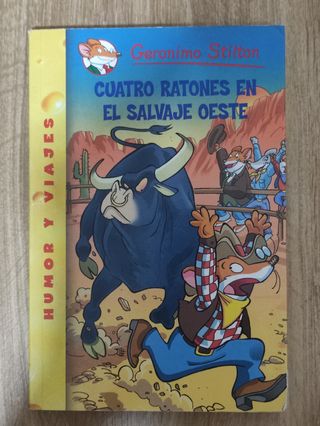 Geronimo Stilton
CUATRO RATONES EN
EL SALVAJE OESTE
HUMOR Y VIAJES